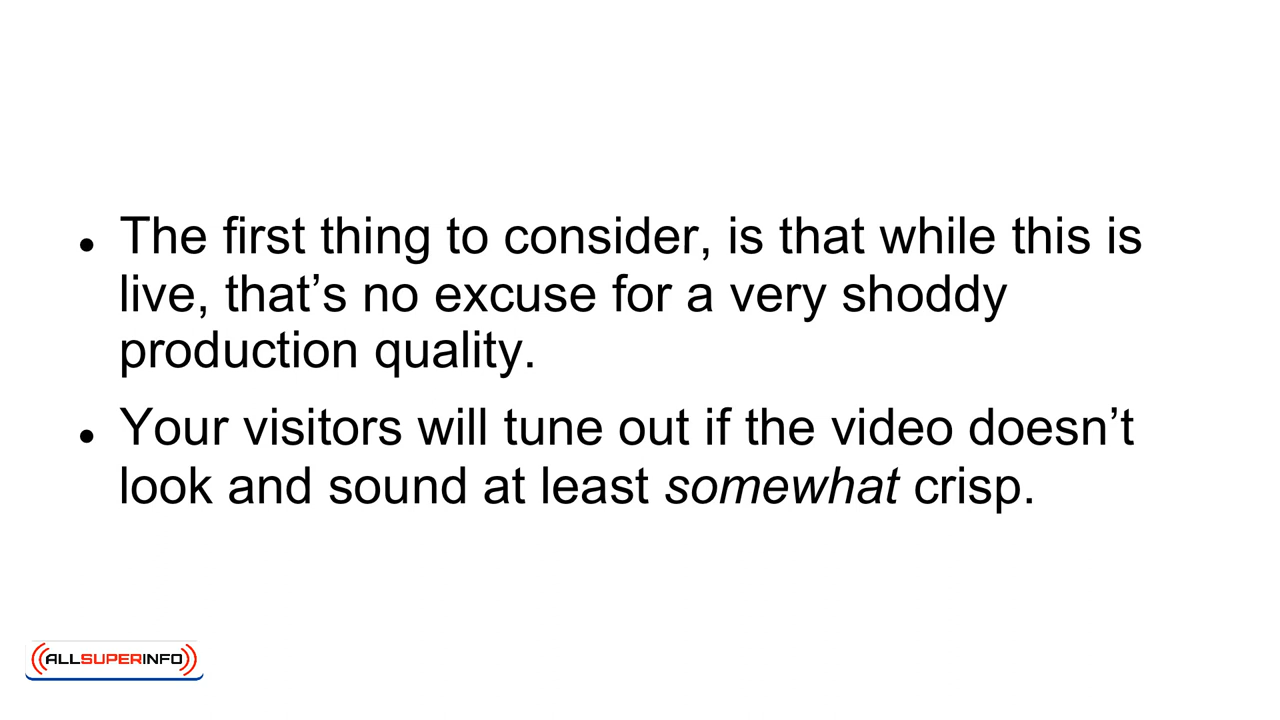 ● The first thing to consider, is that while this is
live, that’s no excuse for a very shoddy
production quality.
● Your visitors will tune out if the video doesn’t
look and sound at least somewhat crisp.
ALLSUPERINFO